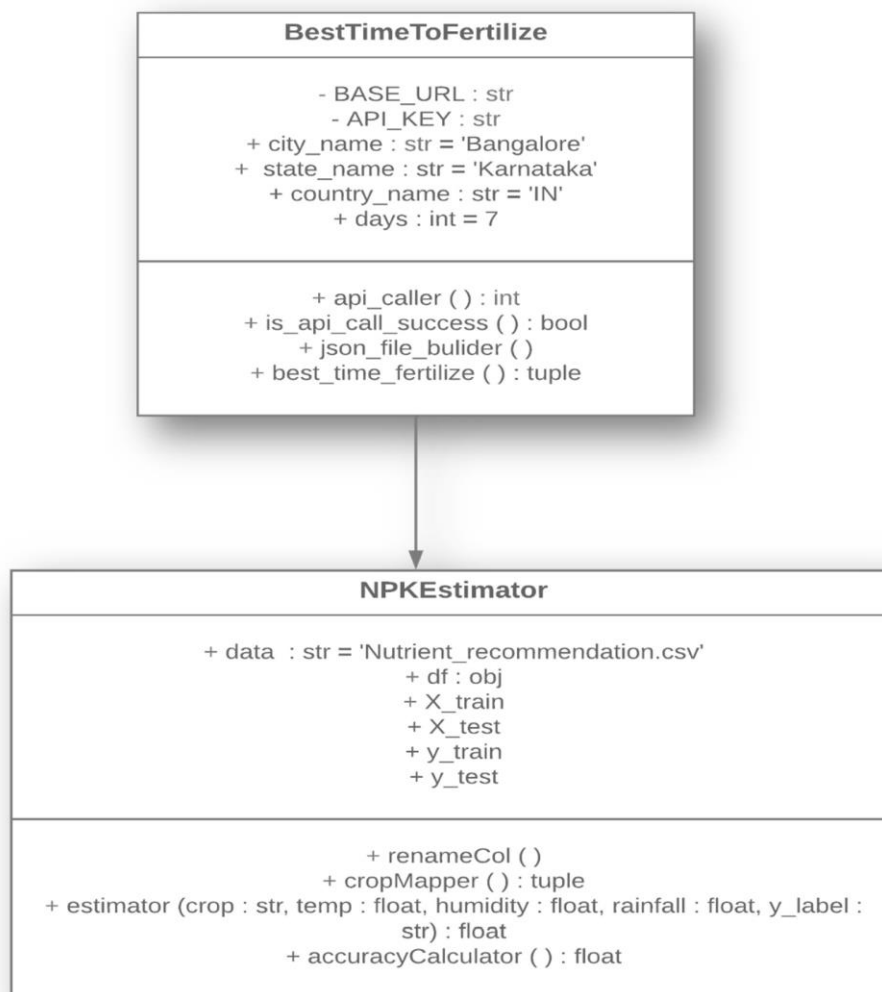 BestTimeToFertilize
- BASE_URL : str
- API_KEY : str
+ city_name : str = 'Bangalore'
+ state_name : str = 'Karnataka'
+ country_name : str = 'IN'
+ days : int = 7
+ api_caller ( ) : int
+ is_api_call_success ( ) : bool
+ json_file_bulider ( )
+ best_time_fertilize ( ) : tuple
NPKEstimator
+ data : str = 'Nutrient_recommendation.csv'
+ df : obj
+ X_train
+ X_test
+ y_train
+ y_test
+ renameCol ( )
+ cropMapper ( ) : tuple
+ estimator (crop : str, temp : float, humidity : float, rainfall : float, y_label :
str) : float
+ accuracyCalculator ( ) : float